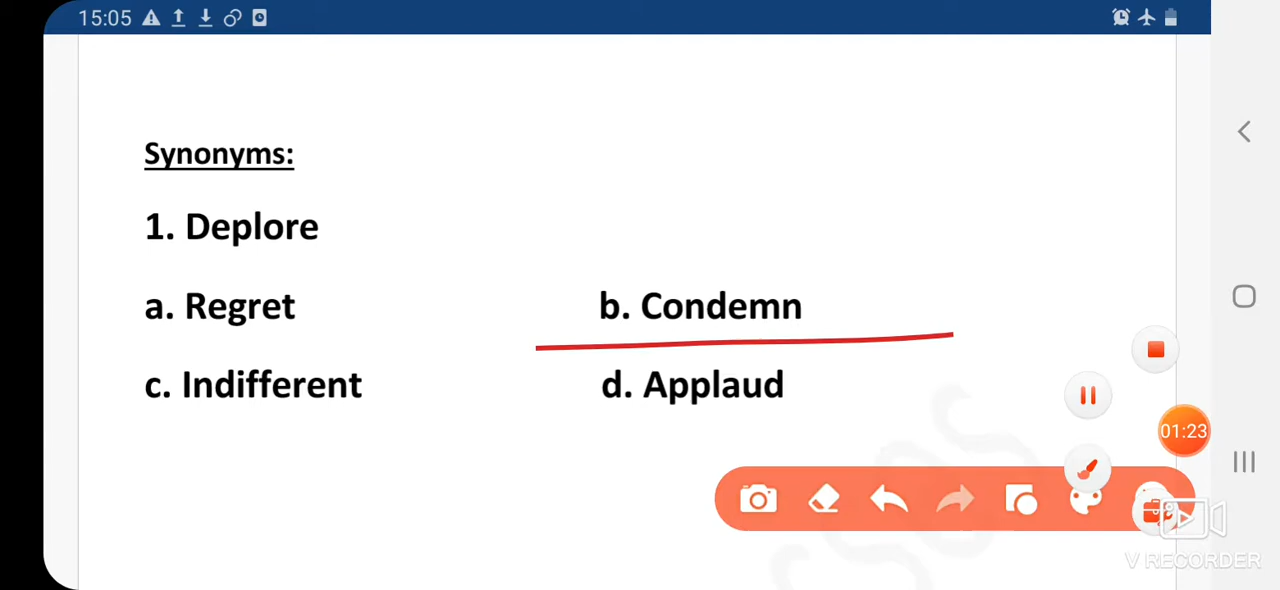 15:05
Synonyms:
1. Deplore
a. Regret b. Condemn
c. Indifferent d. Applaud
01:23
V RECORDER